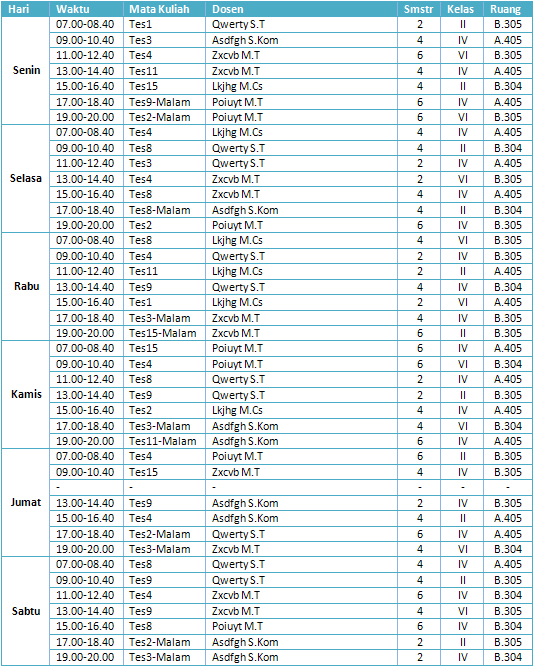 Hari Waktu Mata Kuliah Dosen Smstr Kelas Ruang
Senin
07.00-08.40 Tes1 Qwerty S.T 2 II B.305
09.00-10.40 Tes3 Asdfgh S.Kom 4 IV A.405
11.00-12.40 Tes4 Zxcvb M.T 6 VI B.305
13.00-14.40 Tes11 Zxcvb M.T 4 IV A.405
15.00-16.40 Tes15 Lkjhg M.Cs 4 II B.304
17.00-18.40 Tes9-Malam Poiuyt M.T 6 IV A.405
19.00-20.00 Tes2-Malam Poiuyt M.T 6 VI B.305
Selasa
07.00-08.40 Tes4 Lkjhg M.Cs 4 IV A.405
09.00-10.40 Tes8 Qwerty S.T 4 II B.304
11.00-12.40 Tes3 Qwerty S.T 2 IV A.405
13.00-14.40 Tes4 Zxcvb M.T 2 VI B.305
15.00-16.40 Tes8 Zxcvb M.T 4 IV A.405
17.00-18.40 Tes8-Malam Asdfgh S.Kom 4 II B.304
19.00-20.00 Tes2 Poiuyt M.T 6 IV B.305
Rabu
07.00-08.40 Tes8 Lkjhg M.Cs 4 VI B.305
09.00-10.40 Tes4 Qwerty S.T 2 IV B.304
11.00-12.40 Tes11 Lkjhg M.Cs 2 II A.405
13.00-14.40 Tes9 Zxcvb M.T 4 IV B.304
15.00-16.40 Tes1 Lkjhg M.Cs 2 VI A.405
17.00-18.40 Tes3-Malam Zxcvb M.T 4 IV B.304
19.00-20.00 Tes15-Malam Zxcvb M.T 6 II B.305
Kamis
07.00-08.40 Tes15 Poiuyt M.T 6 IV A.405
09.00-10.40 Tes4 Poiuyt M.T 6 VI B.304
11.00-12.40 Tes8 Qwerty S.T 2 IV A.405
13.00-14.40 Tes9 Qwerty S.T 2 II B.305
15.00-16.40 Tes2 Lkjhg M.Cs 4 IV A.405
17.00-18.40 Tes3-Malam Asdfgh S.Kom 4 VI B.304
19.00-20.00 Tes11-Malam Asdfgh S.Kom 6 IV A.405
Jumat
07.00-08.40 Tes4 Poiuyt M.T 6 II B.305
09.00-10.40 Tes15 Zxcvb M.T 4 IV B.305
- - - - - -
13.00-14.40 Tes9 Asdfgh S.Kom 2 IV B.305
15.00-16.40 Tes4 Asdfgh S.Kom 4 II A.405
17.00-18.40 Tes2-Malam Qwerty S.T 6 IV A.405
19.00-20.00 Tes3-Malam Zxcvb M.T 4 VI B.304
Sabtu
07.00-08.40 Tes8 Qwerty S.T 4 IV A.405
09.00-10.40 Tes9 Qwerty S.T 4 II B.305
11.00-12.40 Tes4 Zxcvb M.T 6 IV B.304
13.00-14.40 Tes9 Zxcvb M.T 4 VI B.305
15.00-16.40 Tes8 Poiuyt M.T 6 IV B.304
17.00-18.40 Tes2-Malam Asdfgh S.Kom 2 II B.305
19.00-20.00 Tes3-Malam Asdfgh S.Kom 2 IV B.304